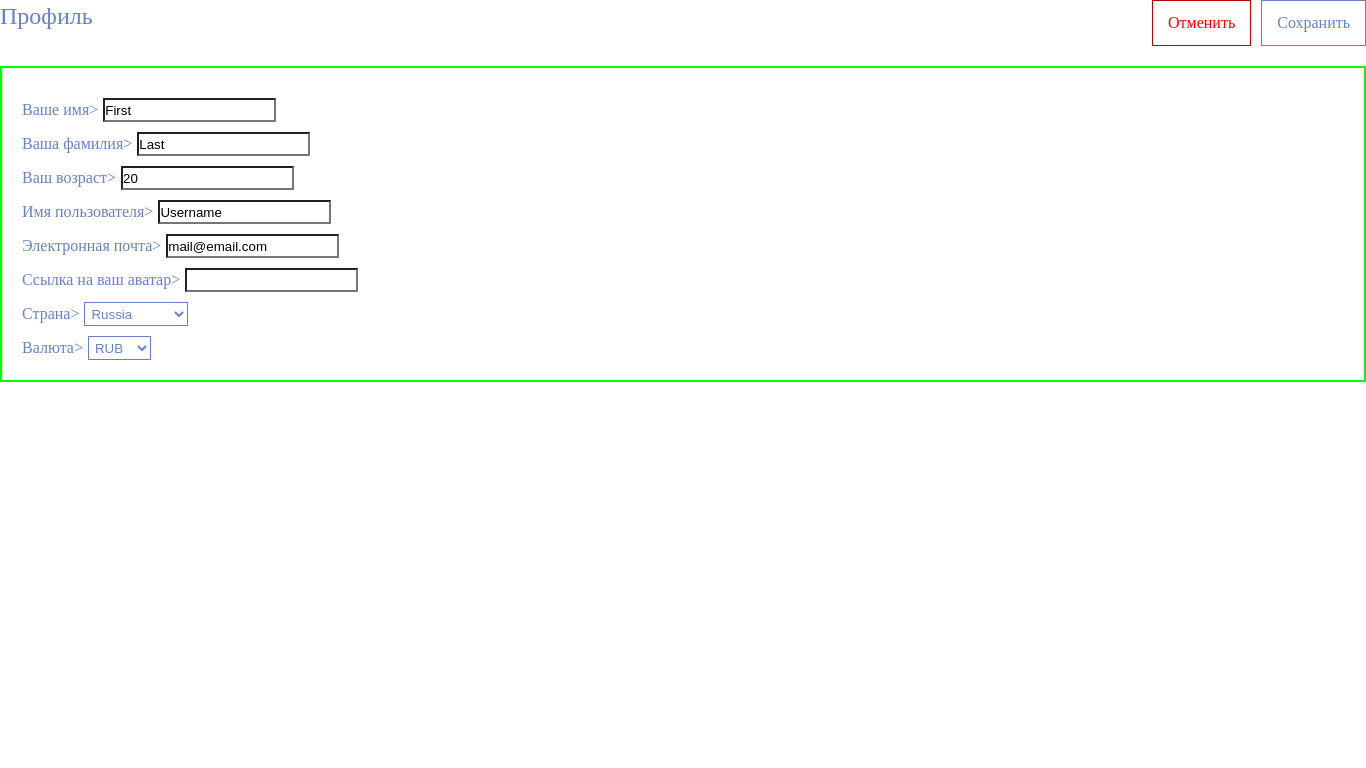 Профиль
Отменить
Сохранить
Ваше имя> First
Ваша фамилия> Last
Ваш возраст> 20
Имя пользователя> Username
Электронная почта> mail@email.com
Ссылка на ваш аватар>
Страна> Russia
Валюта> RUB